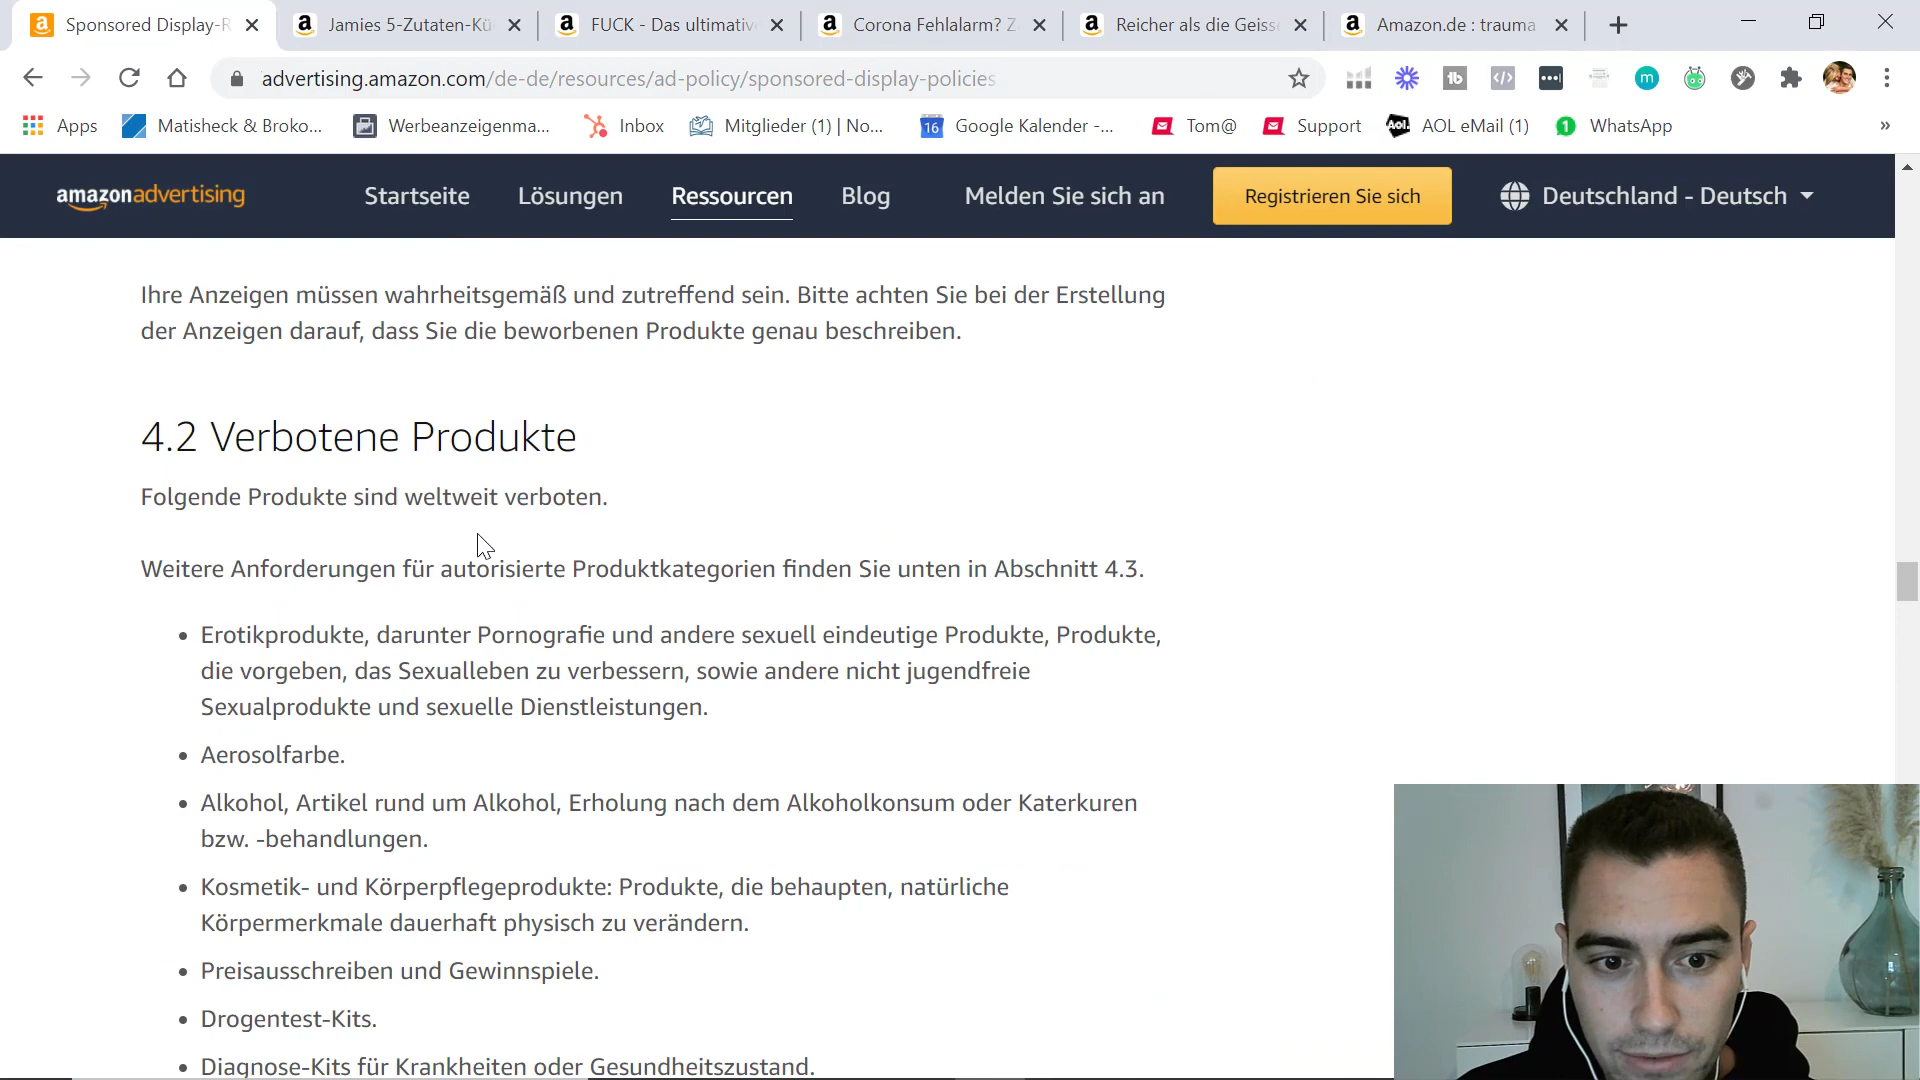 Sponsored Display-R
Jamies 5-Zutaten-Kü
FUCK - Das ultimativ
Corona Fehlalarm? Z
Reicher als die Geiss
Amazon.de : trauma
advertising.amazon.com/de-de/resources/ad-policy/sponsored-display-policies
Apps
Matisheck & Broko...
Werbeanzeigenma...
Inbox
Mitglieder (1) | No...
16
Google Kalender -...
Tom@
Support
Aol.
AOL eMail (1)
1
WhatsApp
»
amazonadvertising
Startseite
Lösungen
Ressourcen
Blog
Melden Sie sich an
Registrieren Sie sich
Deutschland - Deutsch
Ihre Anzeigen müssen wahrheitsgemäß und zutreffend sein. Bitte achten Sie bei der Erstellung
der Anzeigen darauf, dass Sie die beworbenen Produkte genau beschreiben.
4.2 Verbotene Produkte
Folgende Produkte sind weltweit verboten.
Weitere Anforderungen für autorisierte Produktkategorien finden Sie unten in Abschnitt 4.3.
• Erotikprodukte, darunter Pornografie und andere sexuell eindeutige Produkte, Produkte,
die vorgeben, das Sexualleben zu verbessern, sowie andere nicht jugendfreie
Sexualprodukte und sexuelle Dienstleistungen.
• Aerosolfarbe.
• Alkohol, Artikel rund um Alkohol, Erholung nach dem Alkoholkonsum oder Katerkuren
bzw. -behandlungen.
• Kosmetik- und Körperpflegeprodukte: Produkte, die behaupten, natürliche
Körpermerkmale dauerhaft physisch zu verändern.
• Preisausschreiben und Gewinnspiele.
• Drogentest-Kits.
• Diagnose-Kits für Krankheiten oder Gesundheitszustand.